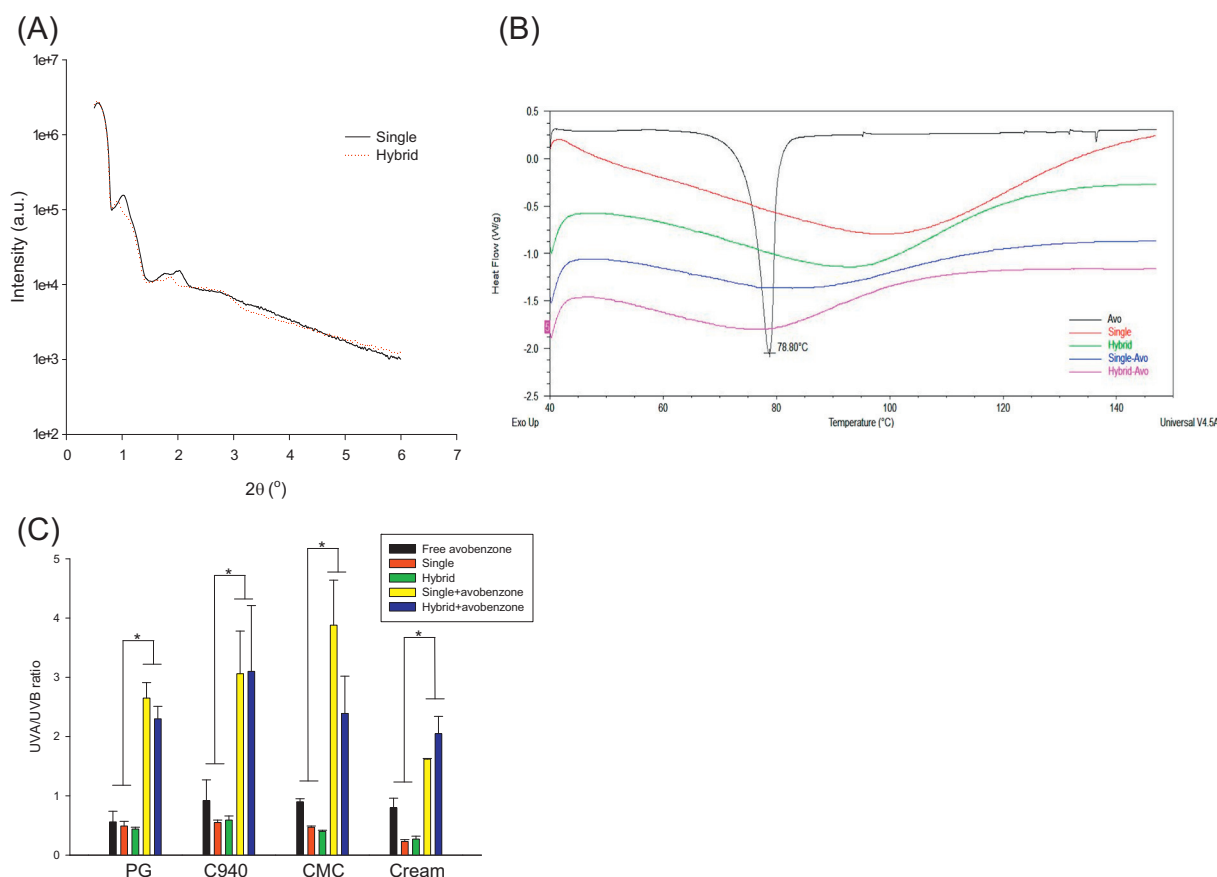 (A)
1e+7
1e+6
1e+5
1e+4
1e+3
1e+2
Intensity (a.u.)
0 1 2 3 4 5 6 7
2θ (°)
Single
Hybrid
(B)
0.5
0.0
-0.5
-1.0
-1.5
-2.0
-2.5
Heat Flow (W/g)
78.80°C
Avo
Single
Hybrid
Single-Avo
Hybrid-Avo
40 60 80 100 120 140
Exo Up Temperature (°C) Universal V4.5A
(C)
5
4
3
2
1
0
UVA/UVB ratio
Free avobenzone
Single
Hybrid
Single+avobenzone
Hybrid+avobenzone
* * * *
PG C940 CMC Cream